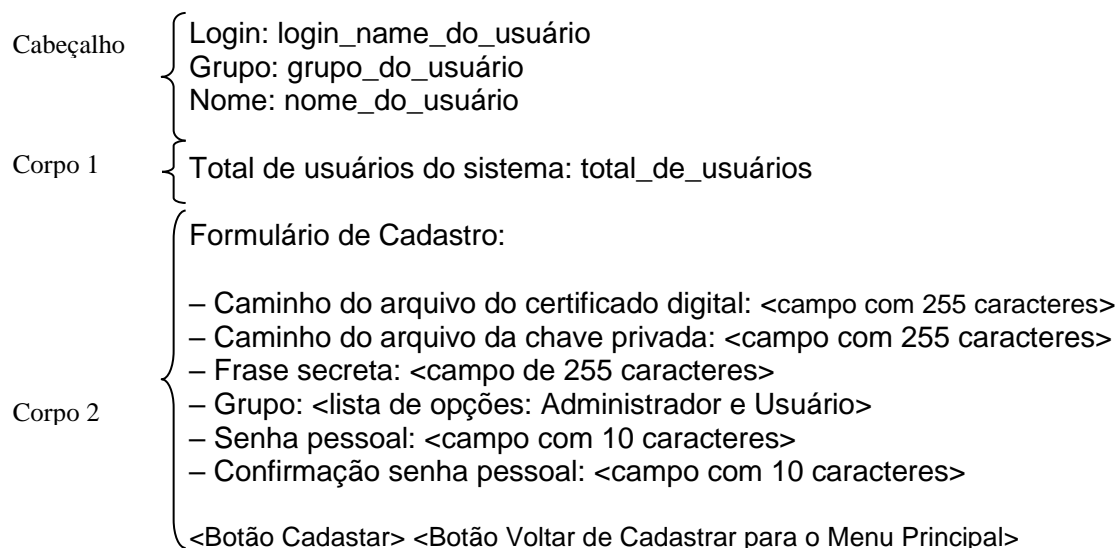 Cabeçalho
Login: login_name_do_usuário
Grupo: grupo_do_usuário
Nome: nome_do_usuário
Corpo 1
Total de usuários do sistema: total_de_usuários
Corpo 2
Formulário de Cadastro:
– Caminho do arquivo do certificado digital: <campo com 255 caracteres>
– Caminho do arquivo da chave privada: <campo com 255 caracteres>
– Frase secreta: <campo de 255 caracteres>
– Grupo: <lista de opções: Administrador e Usuário>
– Senha pessoal: <campo com 10 caracteres>
– Confirmação senha pessoal: <campo com 10 caracteres>
<Botão Cadastar> <Botão Voltar de Cadastrar para o Menu Principal>